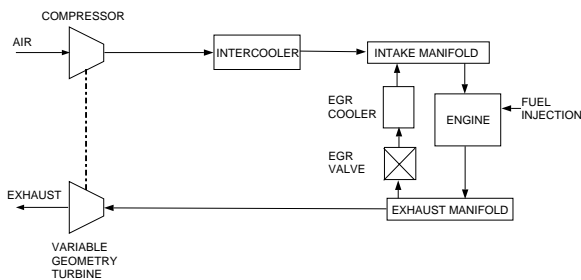 COMPRESSOR
AIR
INTERCOOLER
INTAKE MANIFOLD
EGR
COOLER
ENGINE
FUEL
INJECTION
EGR
VALVE
EXHAUST
EXHAUST MANIFOLD
VARIABLE
GEOMETRY
TURBINE